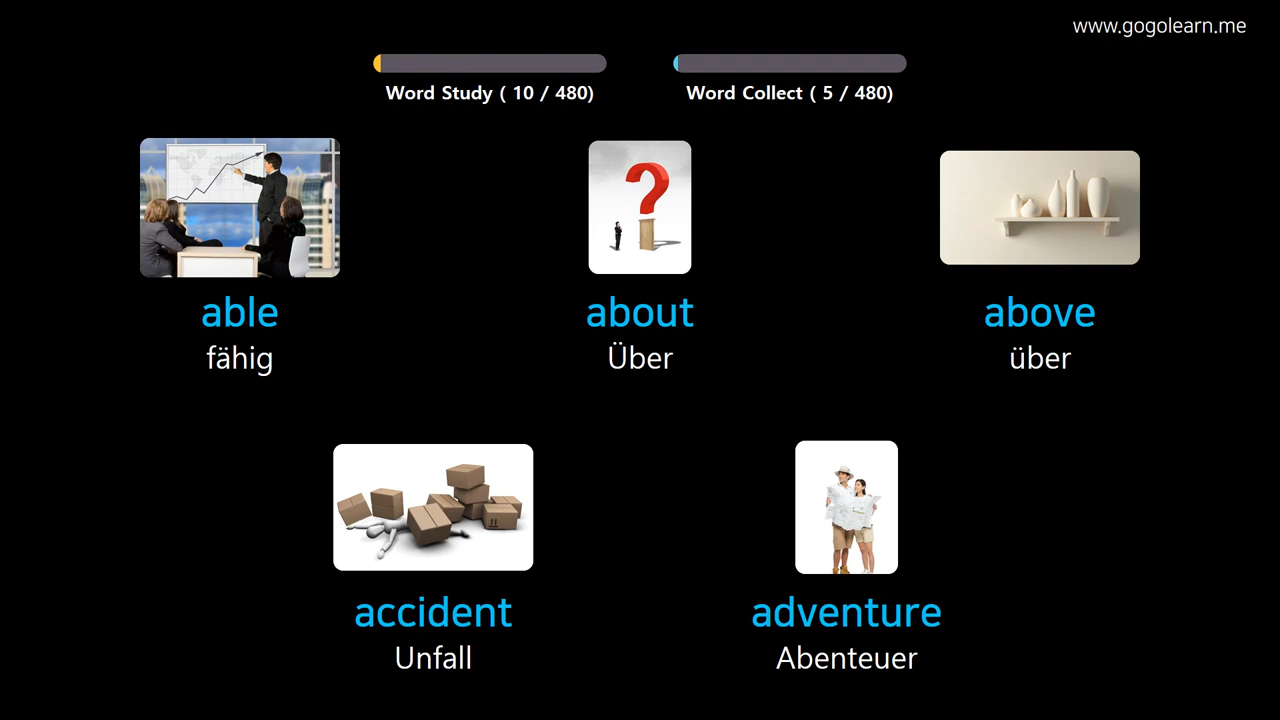 www.gogolearn.me
Word Study ( 10 / 480)
Word Collect ( 5 / 480)
able
fähig
about
Über
above
über
accident
Unfall
adventure
Abenteuer